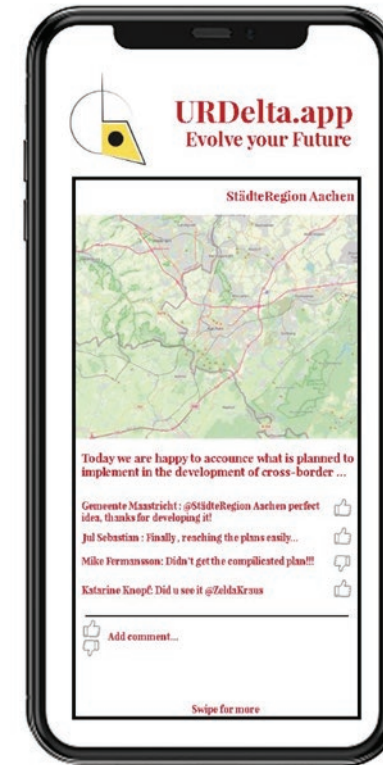 URDelta.app
Evolve your Future
StädteRegion Aachen
Today we are happy to accounce what is planned to
implement in the development of cross-border ...
Gemeente Maastricht : @StädteRegion Aachen perfect
idea, thanks for developing it!
Jul Sebastian : Finally , reaching the plans easily...
Mike Fermansson: Didn't get the compilicated plan!!!
Katarine Knopf: Did u see it @ZeldaKraus
Add comment...
Swipe for more